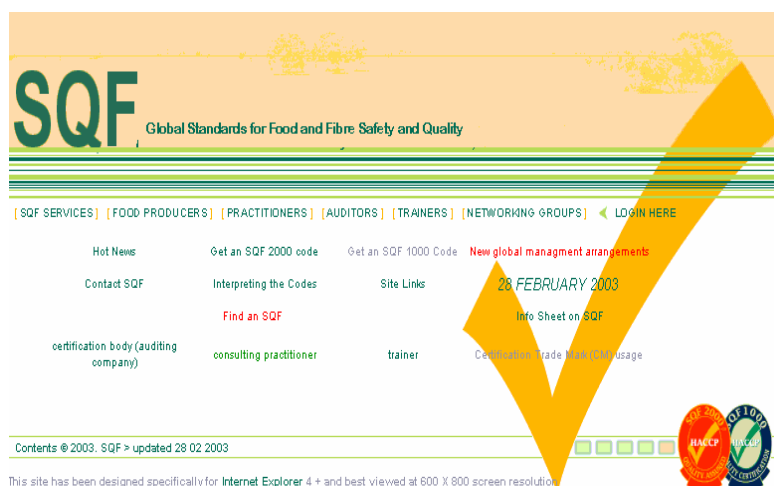 SQF
Global Standards for Food and Fibre Safety and Quality
[SQF SERVICES] [FOOD PRODUCERS] [PRACTITIONERS] [AUDITORS] [TRAINERS] [NETWORKING GROUPS] LOGIN HERE
Hot News Get an SQF 2000 code Get an SQF 1000 Code New global managment arrangements
Contact SQF Interpreting the Codes Site Links 28 FEBRUARY 2003
Find an SQF Info Sheet on SQF
certification body (auditing
company) consulting practitioner trainer Certification Trade Mark (CM) usage
Contents © 2003. SQF > updated 28 02 2003
SQF 2000 HACCP
SQF 1000 HACCP
This site has been designed specifically for Internet Explorer 4 + and best viewed at 600 X 800 screen resolution